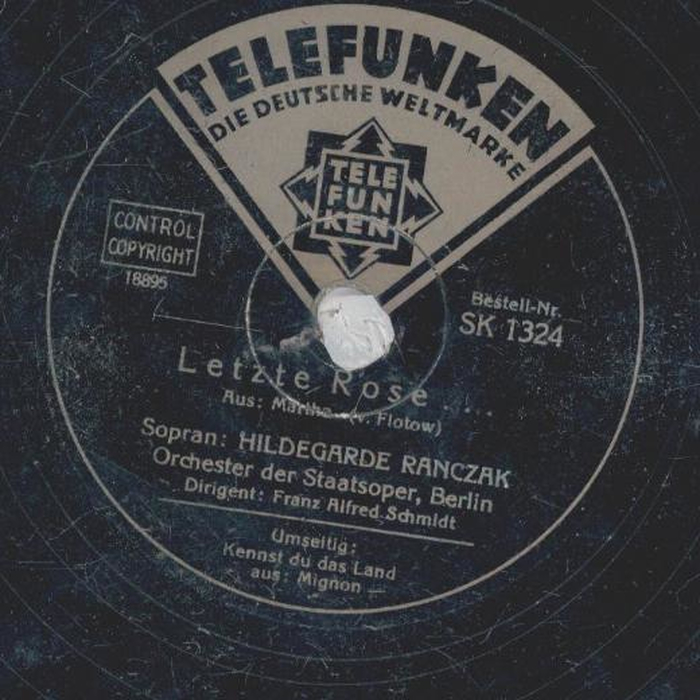 TELEFUNKEN
DIE DEUTSCHE WELTMARKE
TELE
FUN
KEN
CONTROL
COPYRIGHT
18895
Bestell-Nr.
SK 1324
Letzte Rose . . .
Aus: Martha (v. Flotow)
Sopran: HILDEGARDE RANCZAK
Orchester der Staatsoper, Berlin
Dirigent: Franz Alfred Schmidt
Umseitig:
Kennst du das Land
aus: Mignon